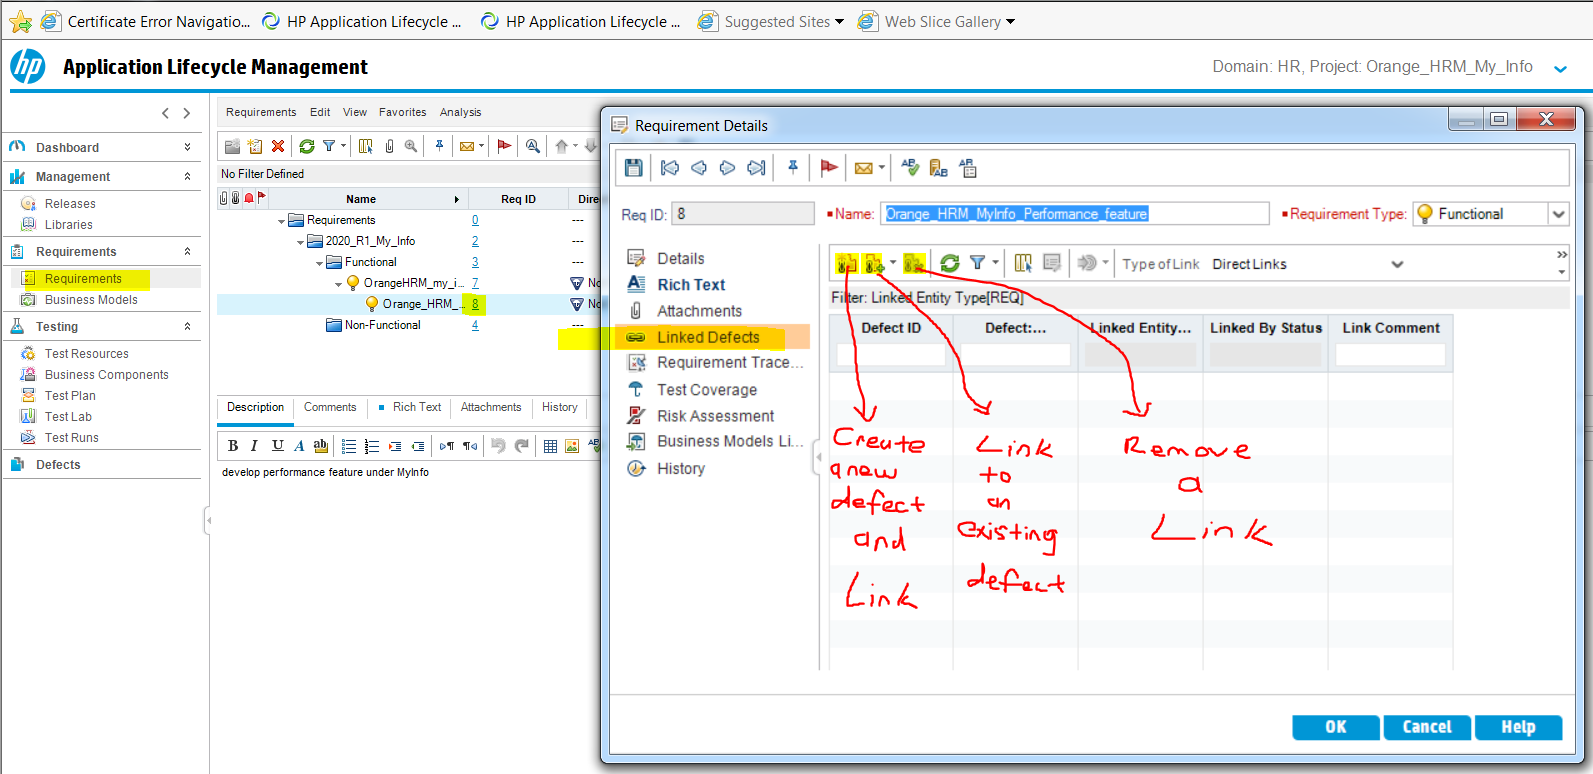 Certificate Error Navigatio...
HP Application Lifecycle ...
HP Application Lifecycle ...
Suggested Sites
Web Slice Gallery
hp
Application Lifecycle Management
Domain: HR, Project: Orange_HRM_My_Info
Dashboard
Management
Releases
Libraries
Requirements
Requirements
Business Models
Testing
Test Resources
Business Components
Test Plan
Test Lab
Test Runs
Defects
Requirements Edit View Favorites Analysis
No Filter Defined
Name Req ID Dire
Requirements 0 ---
2020_R1_My_Info 2 ---
Functional 3 ---
OrangeHRM_my_i... 7 No
Orange_HRM_... 8 No
Non-Functional 4 ---
Description Comments Rich Text Attachments History
B I U A ab
develop performance feature under MyInfo
Requirement Details
Req ID: 8
Name: Orange_HRM_MyInfo_Performance_feature
Requirement Type: Functional
Details
Rich Text
Attachments
Linked Defects
Requirement Trace...
Test Coverage
Risk Assessment
Business Models Li...
History
Type of Link Direct Links
Filter: Linked Entity Type[REQ]
Defect ID Defect:... Linked Entity... Linked By Status Link Comment
Create
a new
defect
and
Link
Link
to
an
existing
defect
Remove
a
Link
OK Cancel Help